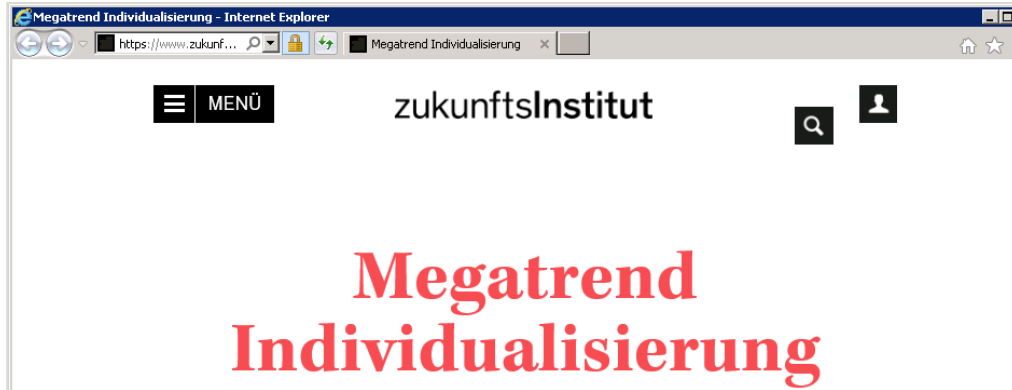 Megatrend Individualisierung - Internet Explorer
https://www.zukunf...
Megatrend Individualisierung
MENÜ
zukunftsInstitut
Megatrend
Individualisierung